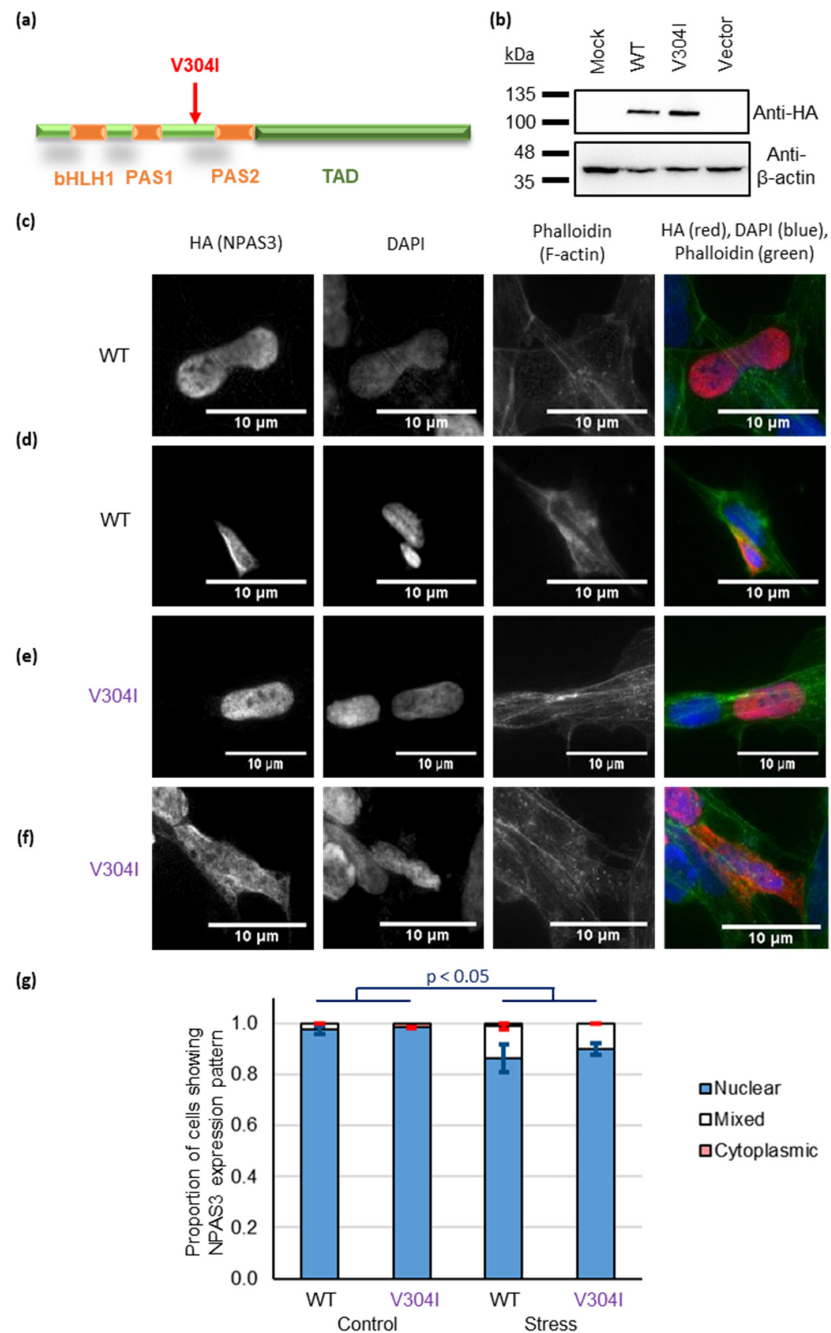 (a)
V304I
bHLH1 PAS1 PAS2 TAD
(b)
kDa Mock WT V304I Vector
135
100
Anti-HA
48
35
Anti-
β-actin
(c)
HA (NPAS3) DAPI Phalloidin
(F-actin) HA (red), DAPI (blue),
Phalloidin (green)
WT
10 µm 10 µm 10 µm 10 µm
(d)
WT
10 µm 10 µm 10 µm 10 µm
(e)
V304I
10 µm 10 µm 10 µm 10 µm
(f)
V304I
10 µm 10 µm 10 µm 10 µm
(g)
p < 0.05
Proportion of cells showing
NPAS3 expression pattern
1.0
0.8
0.6
0.4
0.2
0.0
Nuclear
Mixed
Cytoplasmic
WT V304I WT V304I
Control Stress